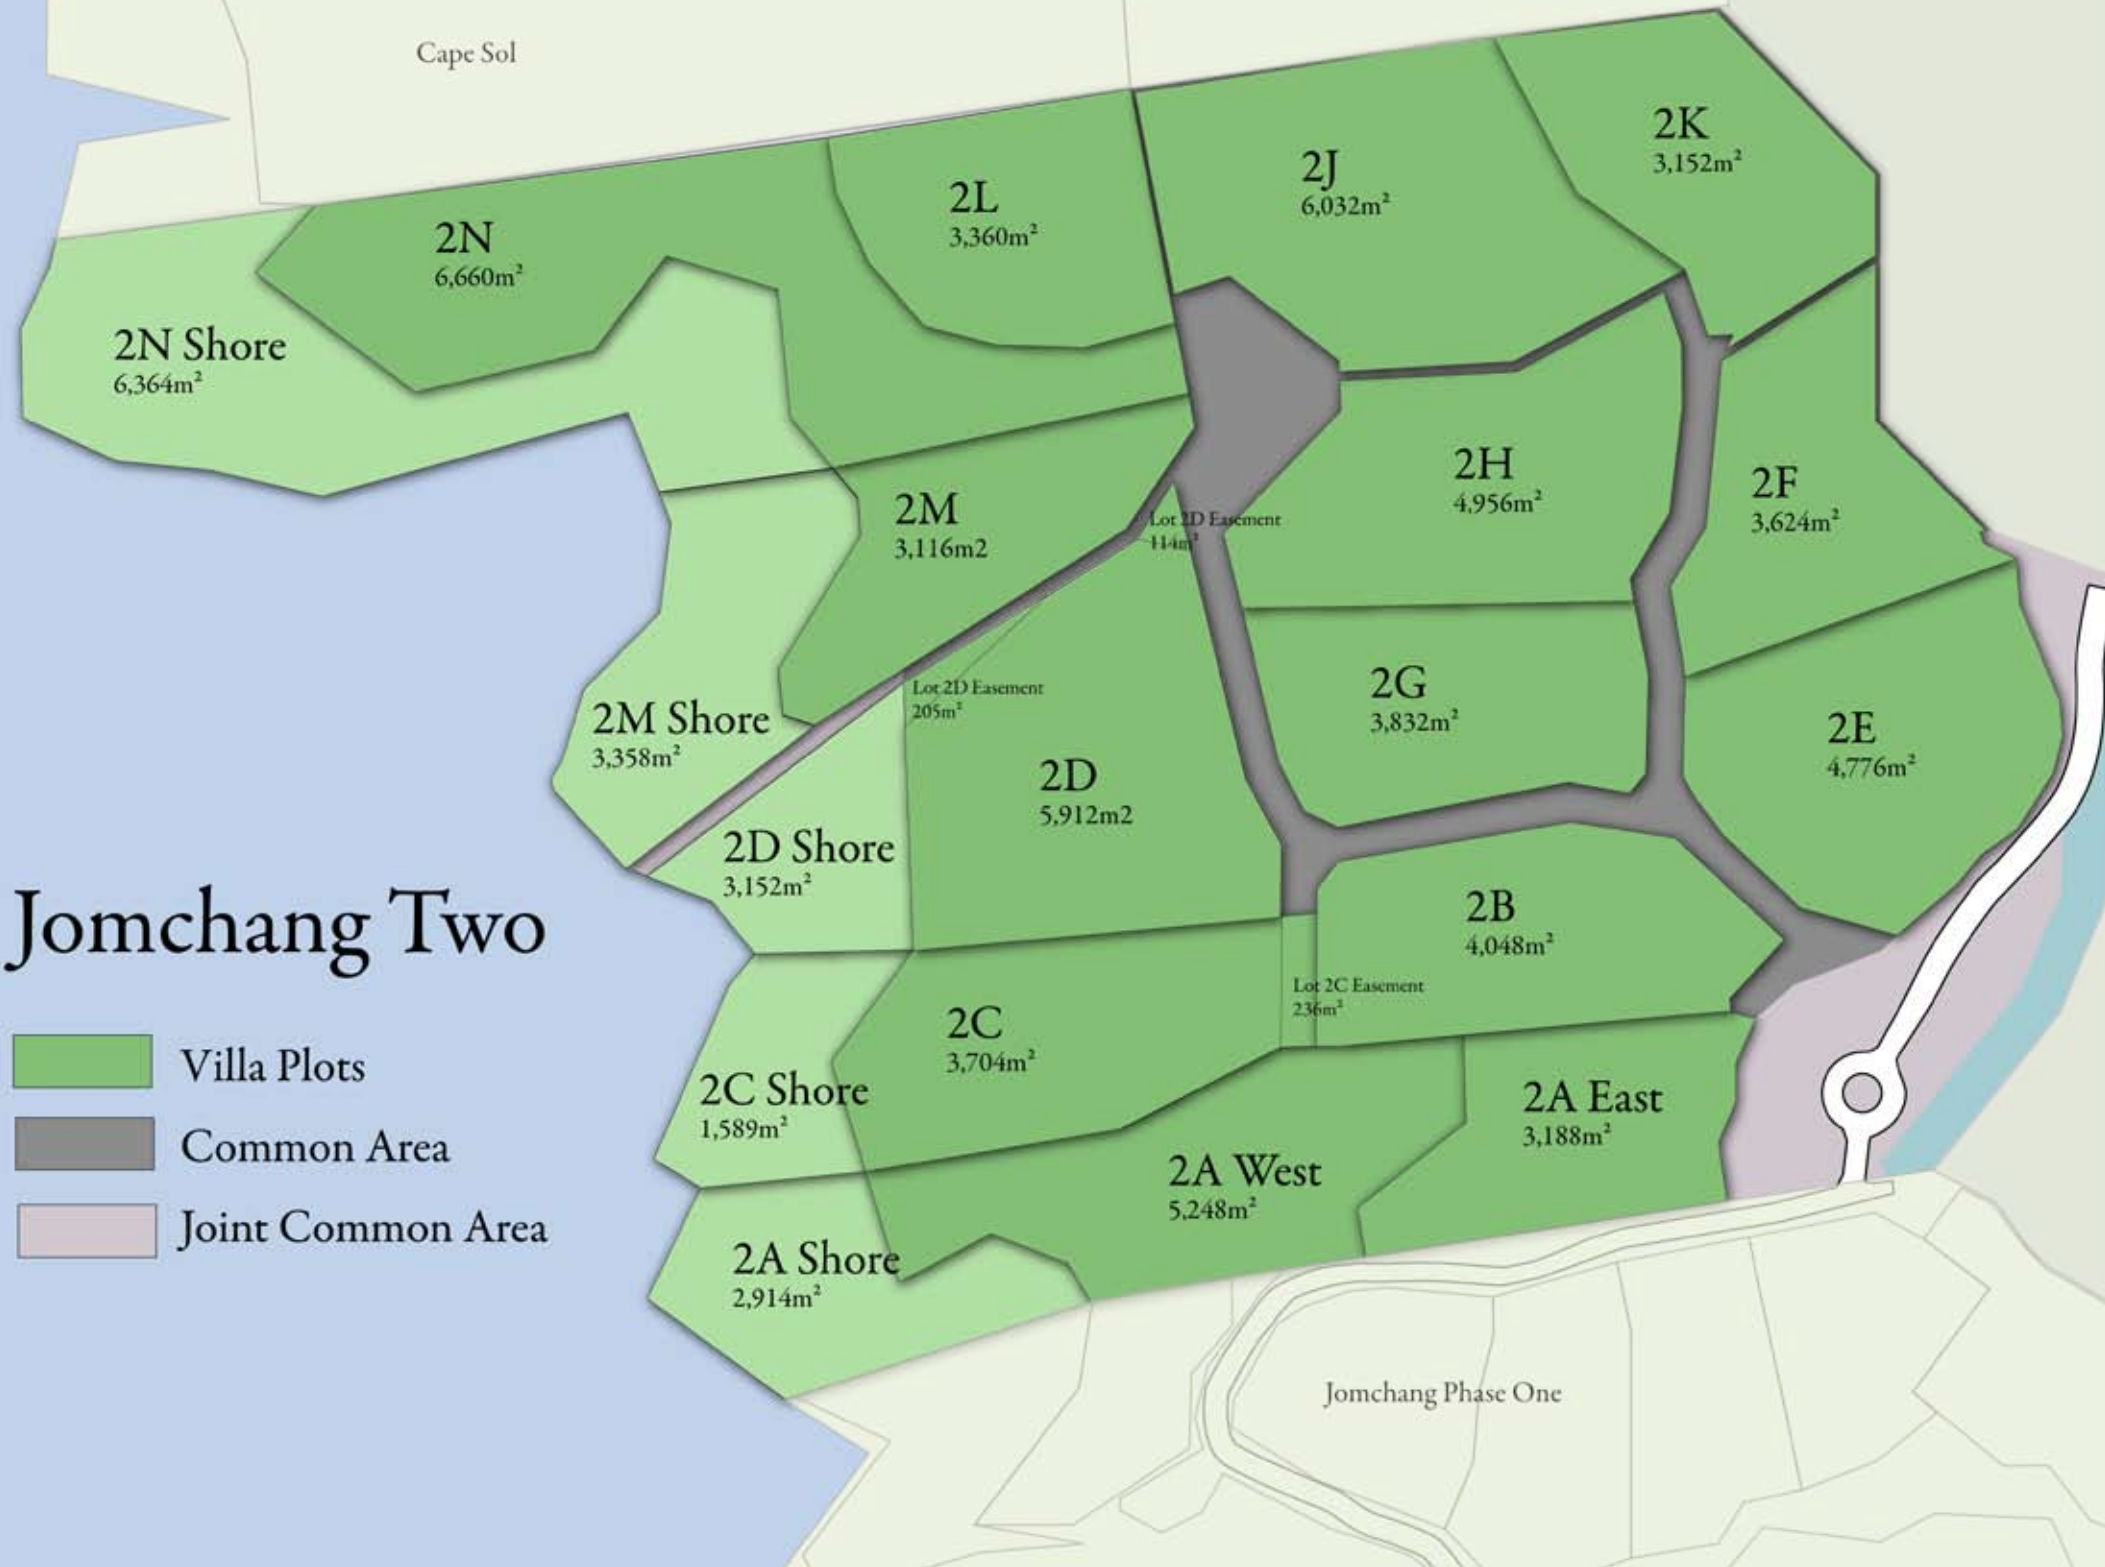 Cape Sol
2K
3,152m²
2J
6,032m²
2L
3,360m²
2N
6,660m²
2N Shore
6,364m²
2H
4,956m²
2F
3,624m²
2M
3,116m2
Lot 2D Easement
114m²
2G
3,832m²
Lot 2D Easement
205m²
2M Shore
3,358m²
2E
4,776m²
2D
5,912m2
2D Shore
3,152m²
2B
4,048m²
Lot 2C Easement
236m²
2C
3,704m²
2C Shore
1,589m²
2A East
3,188m²
2A West
5,248m²
2A Shore
2,914m²
Jomchang Phase One
Jomchang Two
Villa Plots
Common Area
Joint Common Area